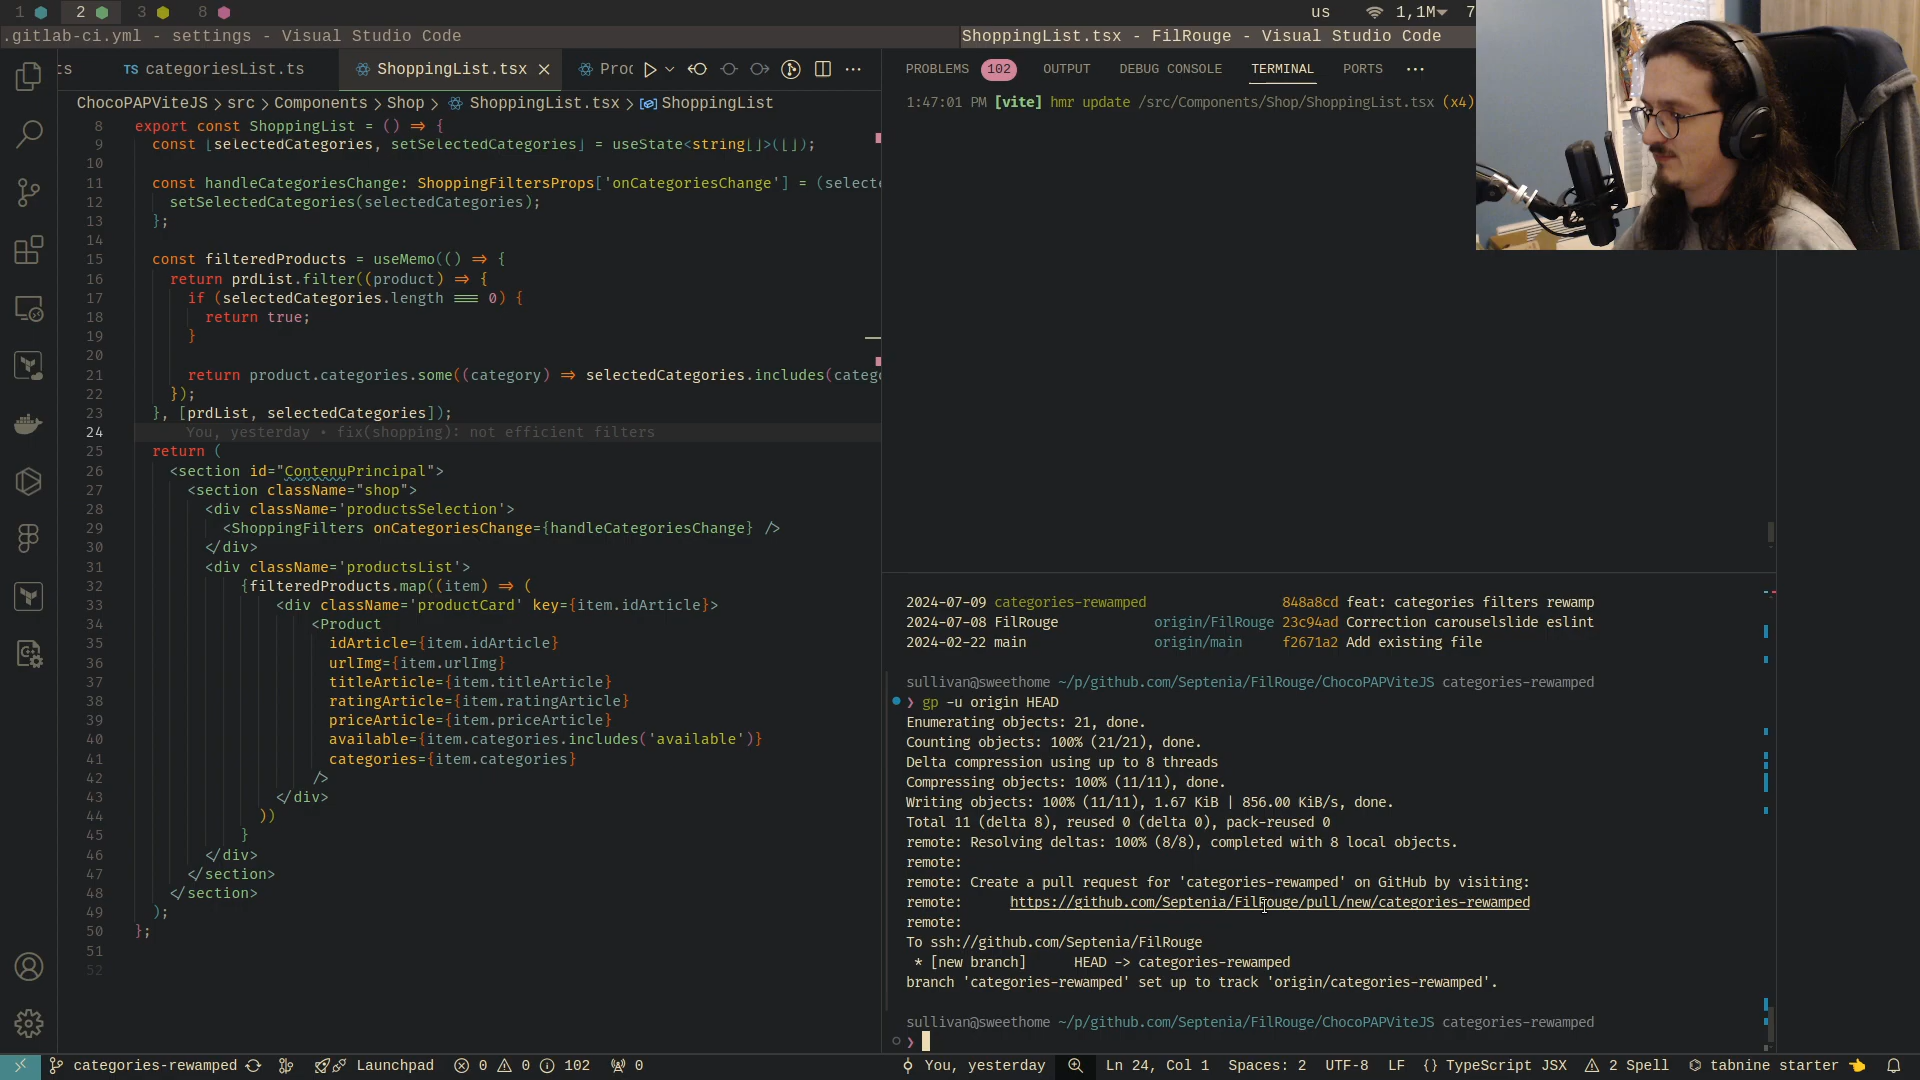 1 2 3 8
us 1,1M 7
.gitlab-ci.yml - settings - Visual Studio Code
ShoppingList.tsx - FilRouge - Visual Studio Code
ts TS categoriesList.ts ShoppingList.tsx Proc
ChocoPAPViteJS > src > Components > Shop > ShoppingList.tsx > ShoppingList
8 export const ShoppingList = () => {
9 const [selectedCategories, setSelectedCategories] = useState<string[]>([]);
10
11 const handleCategoriesChange: ShoppingFiltersProps['onCategoriesChange'] = (selecte
12 setSelectedCategories(selectedCategories);
13 };
14
15 const filteredProducts = useMemo(() => {
16 return prdList.filter((product) => {
17 if (selectedCategories.length === 0) {
18 return true;
19 }
20
21 return product.categories.some((category) => selectedCategories.includes(catego
22 });
23 }, [prdList, selectedCategories]);
24 You, yesterday • fix(shopping): not efficient filters
25 return (
26 <section id="ContenuPrincipal">
27 <section className="shop">
28 <div className='productsSelection'>
29 <ShoppingFilters onCategoriesChange={handleCategoriesChange} />
30 </div>
31 <div className='productsList'>
32 {filteredProducts.map((item) => (
33 <div className='productCard' key={item.idArticle}>
34 <Product
35 idArticle={item.idArticle}
36 urlImg={item.urlImg}
37 titleArticle={item.titleArticle}
38 ratingArticle={item.ratingArticle}
39 priceArticle={item.priceArticle}
40 available={item.categories.includes('available')}
41 categories={item.categories}
42 />
43 </div>
44 ))
45 }
46 </div>
47 </section>
48 </section>
49 );
50 };
51
52
PROBLEMS 102 OUTPUT DEBUG CONSOLE TERMINAL PORTS ···
1:47:01 PM [vite] hmr update /src/Components/Shop/ShoppingList.tsx (x4)
2024-07-09 categories-rewamped 848a8cd feat: categories filters rewamp
2024-07-08 FilRouge origin/FilRouge 23c94ad Correction carouselslide eslint
2024-02-22 main origin/main f2671a2 Add existing file
sullivan@sweethome ~/p/github.com/Septenia/FilRouge/ChocoPAPViteJS categories-rewamped
❯ gp -u origin HEAD
Enumerating objects: 21, done.
Counting objects: 100% (21/21), done.
Delta compression using up to 8 threads
Compressing objects: 100% (11/11), done.
Writing objects: 100% (11/11), 1.67 KiB | 856.00 KiB/s, done.
Total 11 (delta 8), reused 0 (delta 0), pack-reused 0
remote: Resolving deltas: 100% (8/8), completed with 8 local objects.
remote:
remote: Create a pull request for 'categories-rewamped' on GitHub by visiting:
remote: https://github.com/Septenia/FilRouge/pull/new/categories-rewamped
remote:
To ssh://github.com/Septenia/FilRouge
* [new branch] HEAD -> categories-rewamped
branch 'categories-rewamped' set up to track 'origin/categories-rewamped'.
sullivan@sweethome ~/p/github.com/Septenia/FilRouge/ChocoPAPViteJS categories-rewamped
❯
categories-rewamped Launchpad 0 0 102 0 You, yesterday Ln 24, Col 1 Spaces: 2 UTF-8 LF {} TypeScript JSX 2 Spell tabnine starter